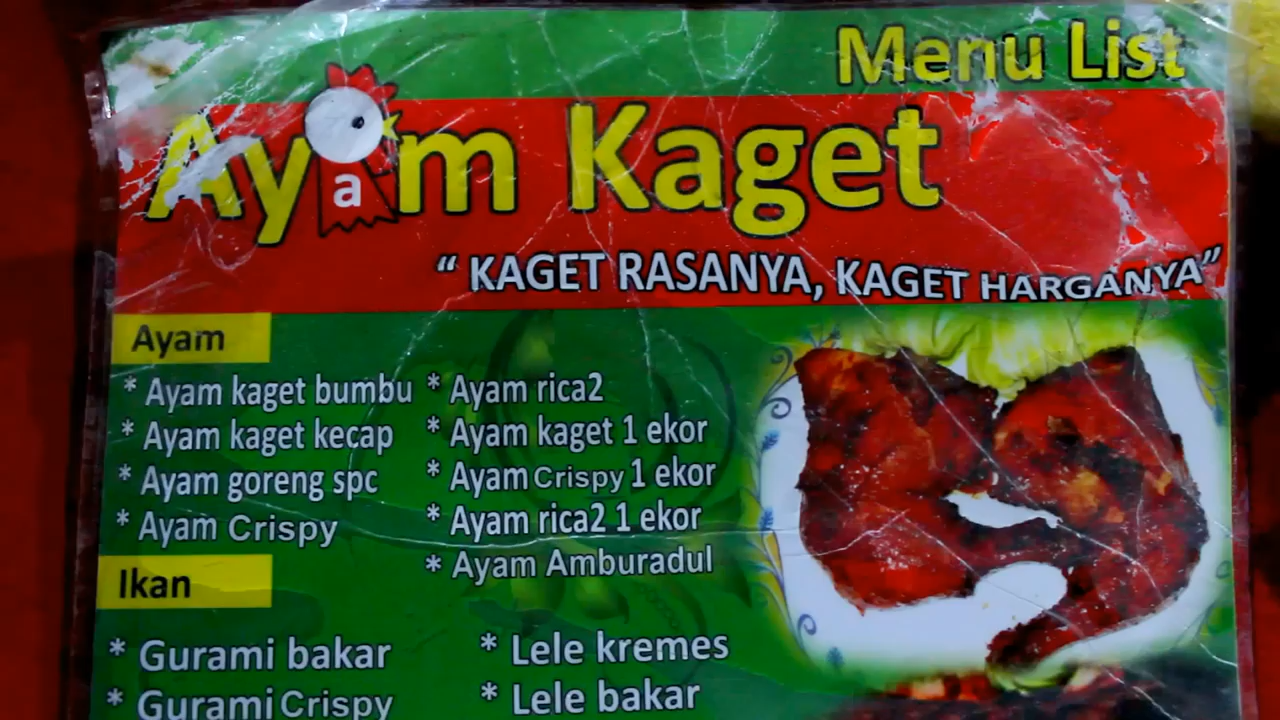 Menu List
Ayam Kaget
a
“ KAGET RASANYA, KAGET HARGANYA”
Ayam
* Ayam kaget bumbu
* Ayam kaget kecap
* Ayam goreng spc
* Ayam Crispy
* Ayam rica2
* Ayam kaget 1 ekor
* Ayam Crispy 1 ekor
* Ayam rica2 1 ekor
* Ayam Amburadul
Ikan
* Gurami bakar
* Gurami Crispy
* Lele kremes
* Lele bakar